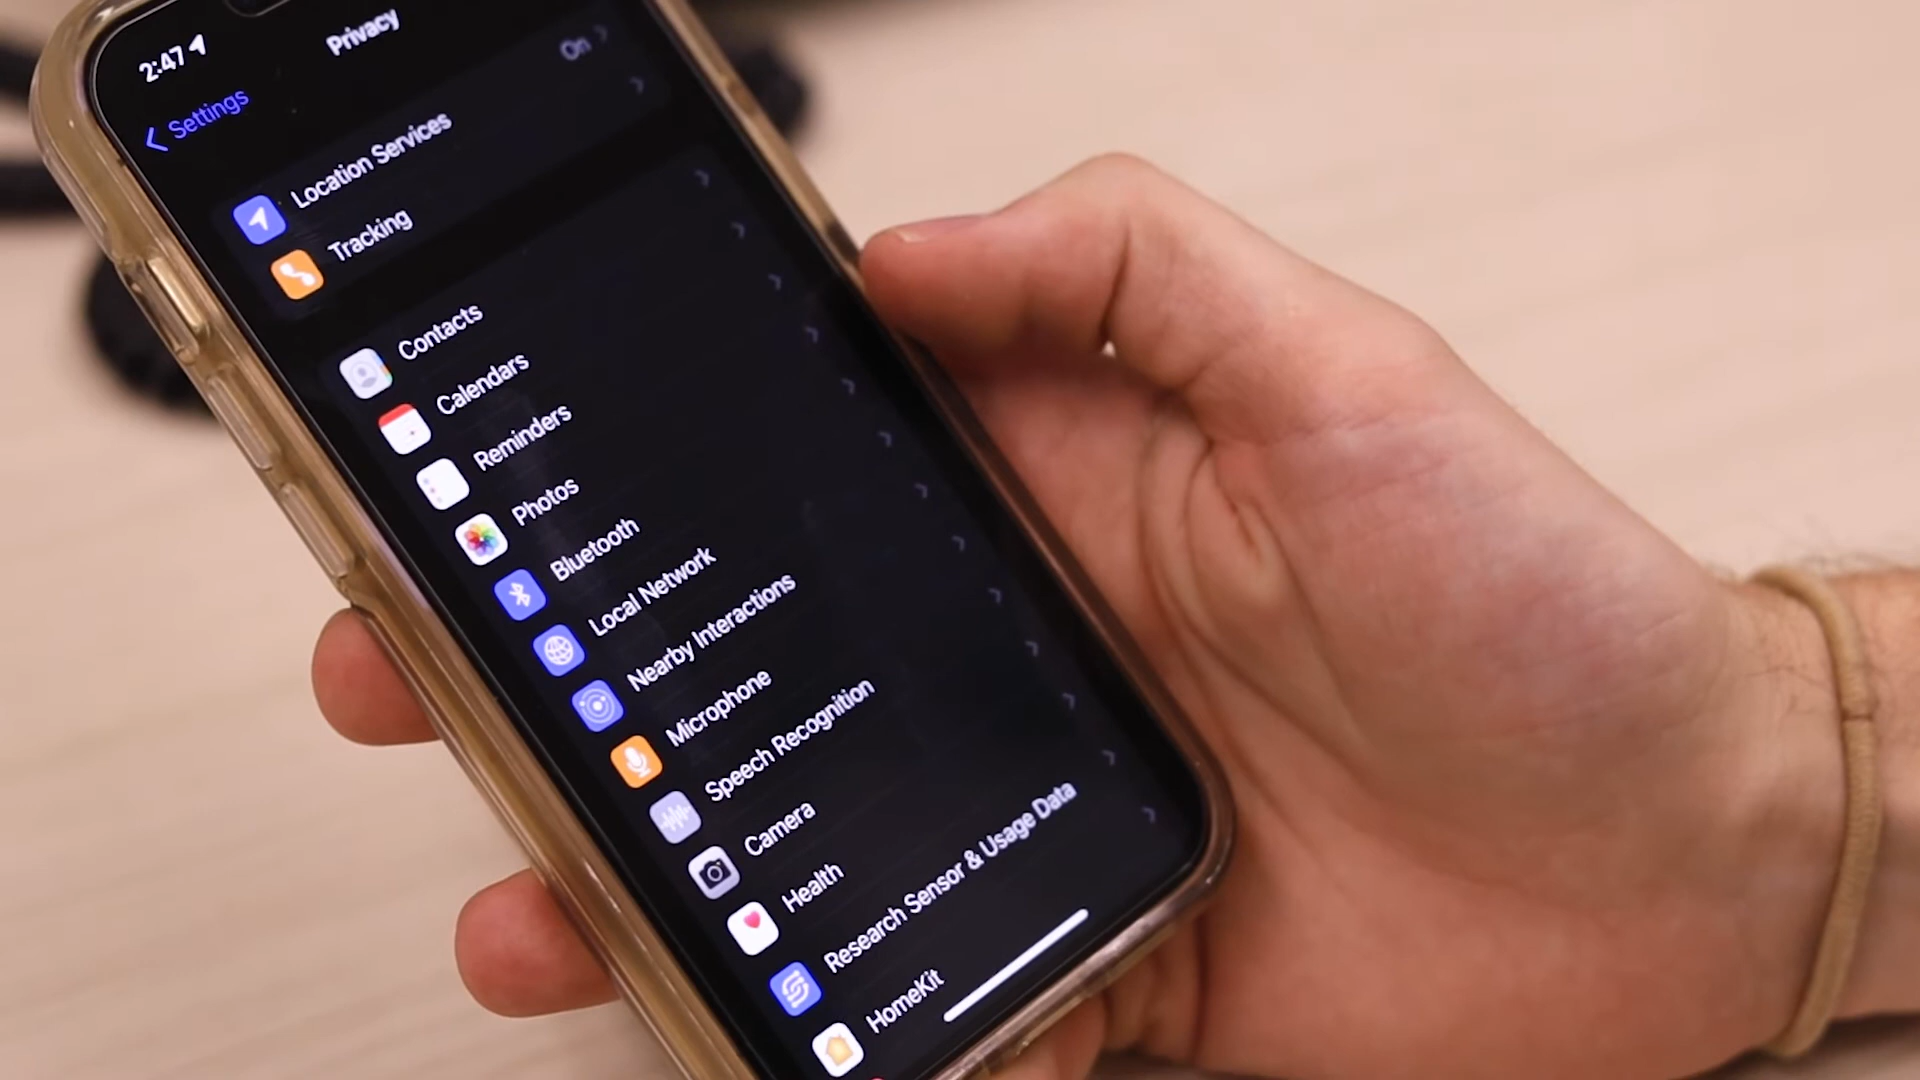 2:47
Privacy
Settings
Location Services On
Tracking
Contacts
Calendars
Reminders
Photos
Bluetooth
Local Network
Nearby Interactions
Microphone
Speech Recognition
Camera
Health
Research Sensor & Usage Data
HomeKit